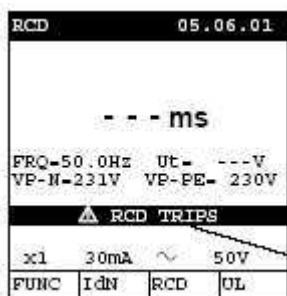 RCD 05.06.01
- - - ms
FRQ=50.0Hz Ut= ---V
VP-N=231V VP-PE= 230V
RCD TRIPS
x1 30mA ~ 50V
FUNC IdN RCD UL